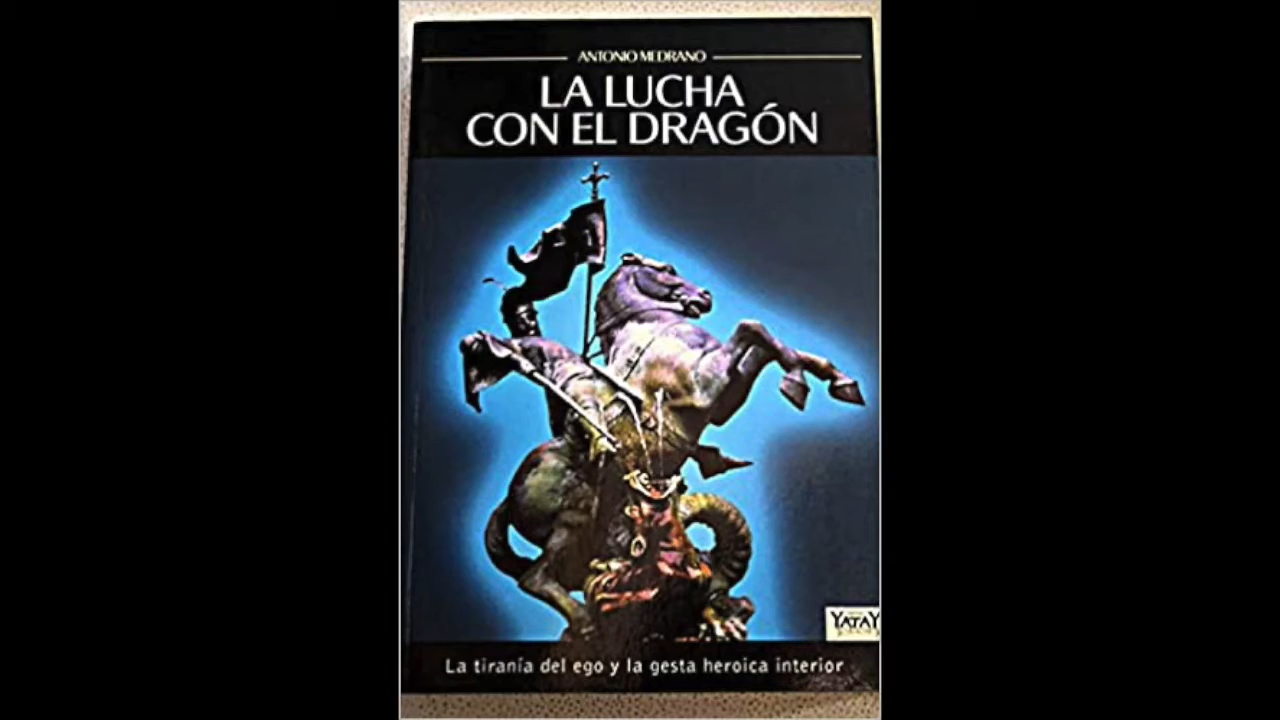 ANTONIO MEDRANO
LA LUCHA
CON EL DRAGÓN
YATAY
La tiranía del ego y la gesta heroica interior